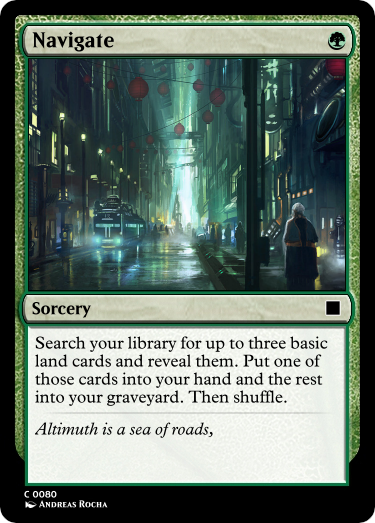 Navigate
Sorcery
Search your library for up to three basic
land cards and reveal them. Put one of
those cards into your hand and the rest
into your graveyard. Then shuffle.
Altimuth is a sea of roads,
C 0080
Andreas Rocha